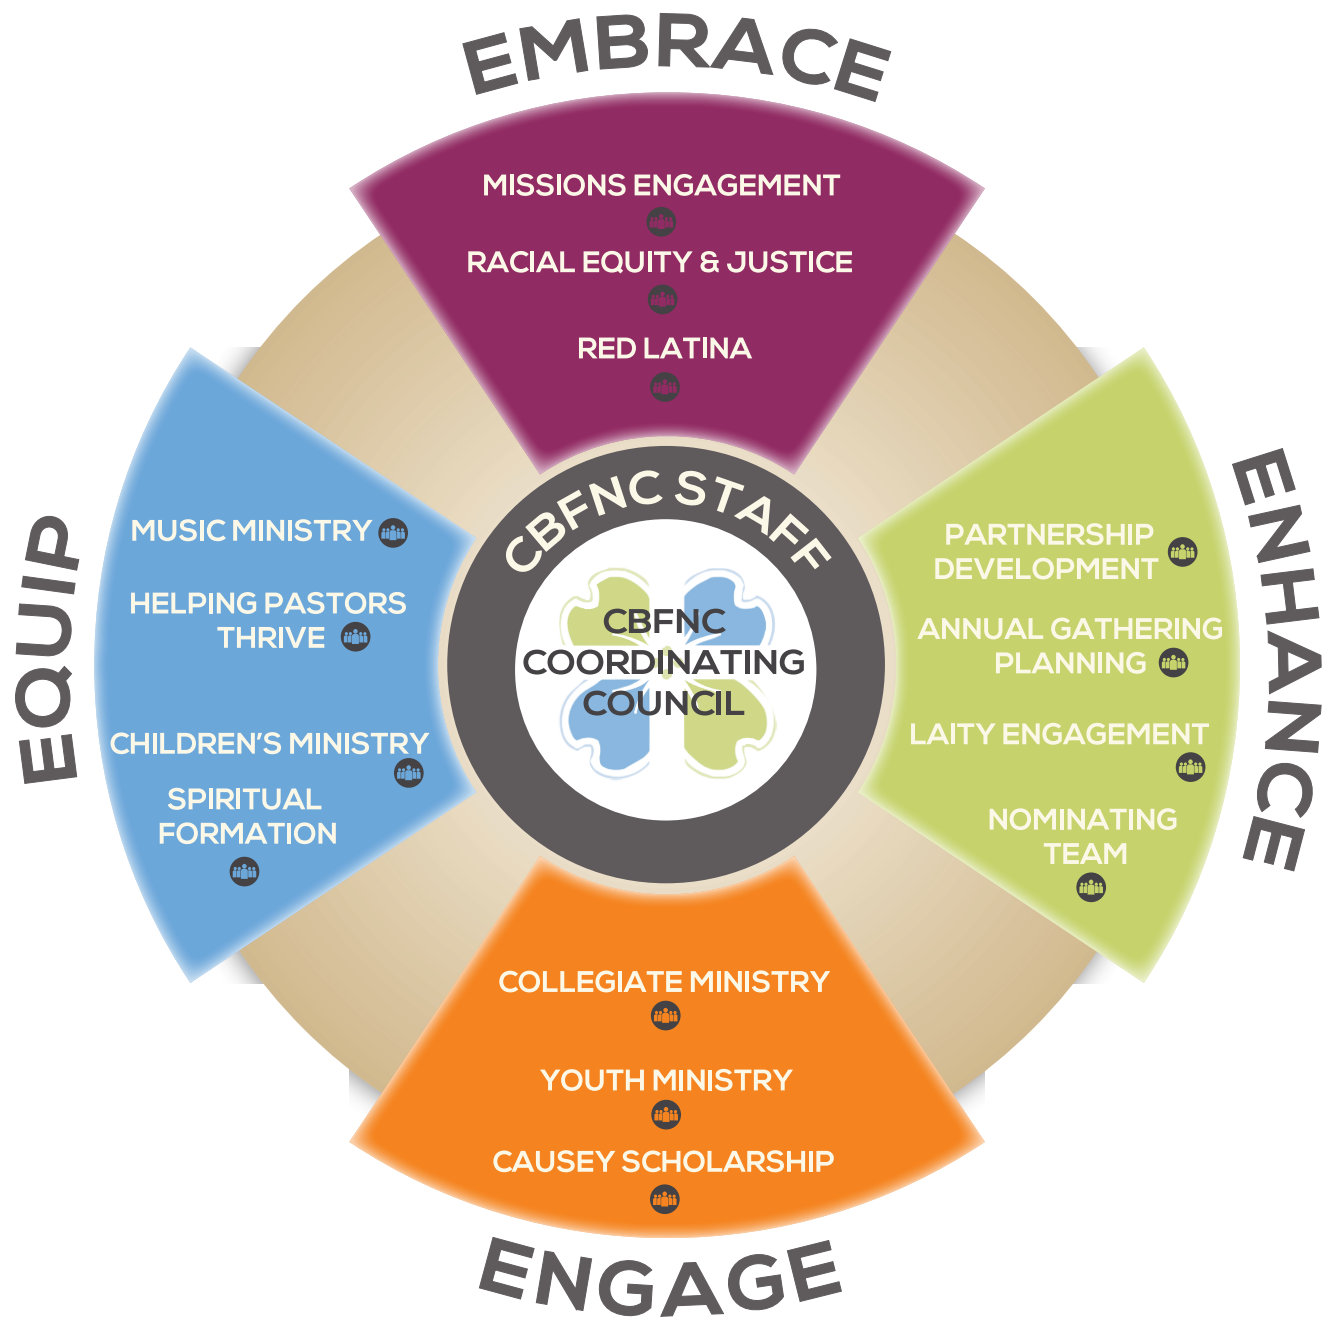 EMBRACE
MISSIONS ENGAGEMENT
RACIAL EQUITY & JUSTICE
RED LATINA
EQUIP
MUSIC MINISTRY
HELPING PASTORS
THRIVE
CHILDREN'S MINISTRY
SPIRITUAL
FORMATION
CBFNC STAFF
CBFNC
COORDINATING
COUNCIL
ENHANCE
PARTNERSHIP
DEVELOPMENT
ANNUAL GATHERING
PLANNING
LAITY ENGAGEMENT
NOMINATING
TEAM
COLLEGIATE MINISTRY
YOUTH MINISTRY
CAUSEY SCHOLARSHIP
ENGAGE